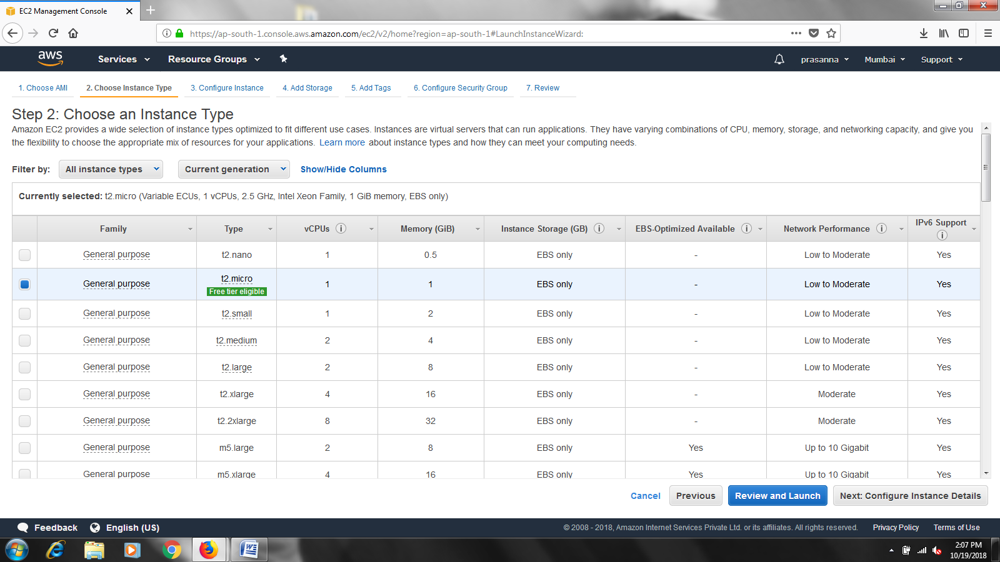 EC2 Management Console
https://ap-south-1.console.aws.amazon.com/ec2/v2/home?region=ap-south-1#LaunchInstanceWizard:
aws Services Resource Groups prasanna Mumbai Support
1. Choose AMI 2. Choose Instance Type 3. Configure Instance 4. Add Storage 5. Add Tags 6. Configure Security Group 7. Review
Step 2: Choose an Instance Type
Amazon EC2 provides a wide selection of instance types optimized to fit different use cases. Instances are virtual servers that can run applications. They have varying combinations of CPU, memory, storage, and networking capacity, and give you
the flexibility to choose the appropriate mix of resources for your applications. Learn more about instance types and how they can meet your computing needs.
Filter by: All instance types Current generation Show/Hide Columns
Currently selected: t2.micro (Variable ECUs, 1 vCPUs, 2.5 GHz, Intel Xeon Family, 1 GiB memory, EBS only)
Family Type vCPUs Memory (GiB) Instance Storage (GB) EBS-Optimized Available Network Performance IPv6 Support
General purpose t2.nano 1 0.5 EBS only - Low to Moderate Yes
General purpose t2.micro Free tier eligible 1 1 EBS only - Low to Moderate Yes
General purpose t2.small 1 2 EBS only - Low to Moderate Yes
General purpose t2.medium 2 4 EBS only - Low to Moderate Yes
General purpose t2.large 2 8 EBS only - Low to Moderate Yes
General purpose t2.xlarge 4 16 EBS only - Moderate Yes
General purpose t2.2xlarge 8 32 EBS only - Moderate Yes
General purpose m5.large 2 8 EBS only Yes Up to 10 Gigabit Yes
General purpose m5.xlarge 4 16 EBS only Yes Up to 10 Gigabit Yes
Cancel Previous Review and Launch Next: Configure Instance Details
Feedback English (US) © 2008 - 2018, Amazon Internet Services Private Ltd. or its affiliates. All rights reserved. Privacy Policy Terms of Use
2:07 PM
10/19/2018